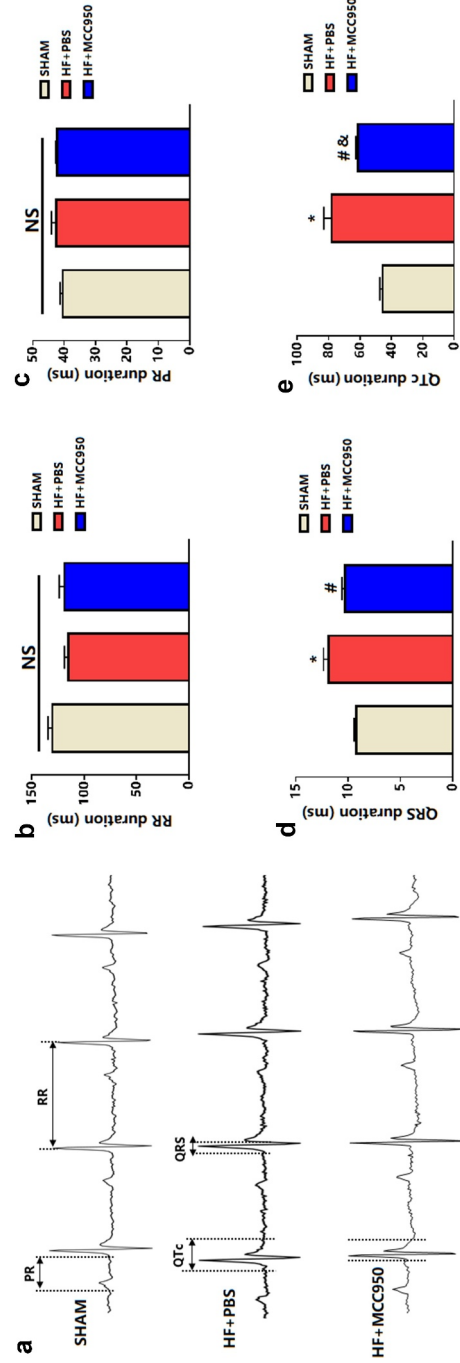 a
SHAM
PR
RR
HF+PBS
QTc
QRS
HF+MCC950
b
RR duration (ms)
150
100
50
0
NS
SHAM
HF+PBS
HF+MCC950
c
PR duration (ms)
50
40
30
20
10
0
NS
SHAM
HF+PBS
HF+MCC950
d
QRS duration (ms)
15
10
5
0
*
#
SHAM
HF+PBS
HF+MCC950
e
QTc duration (ms)
100
80
60
40
20
0
*
# &
SHAM
HF+PBS
HF+MCC950